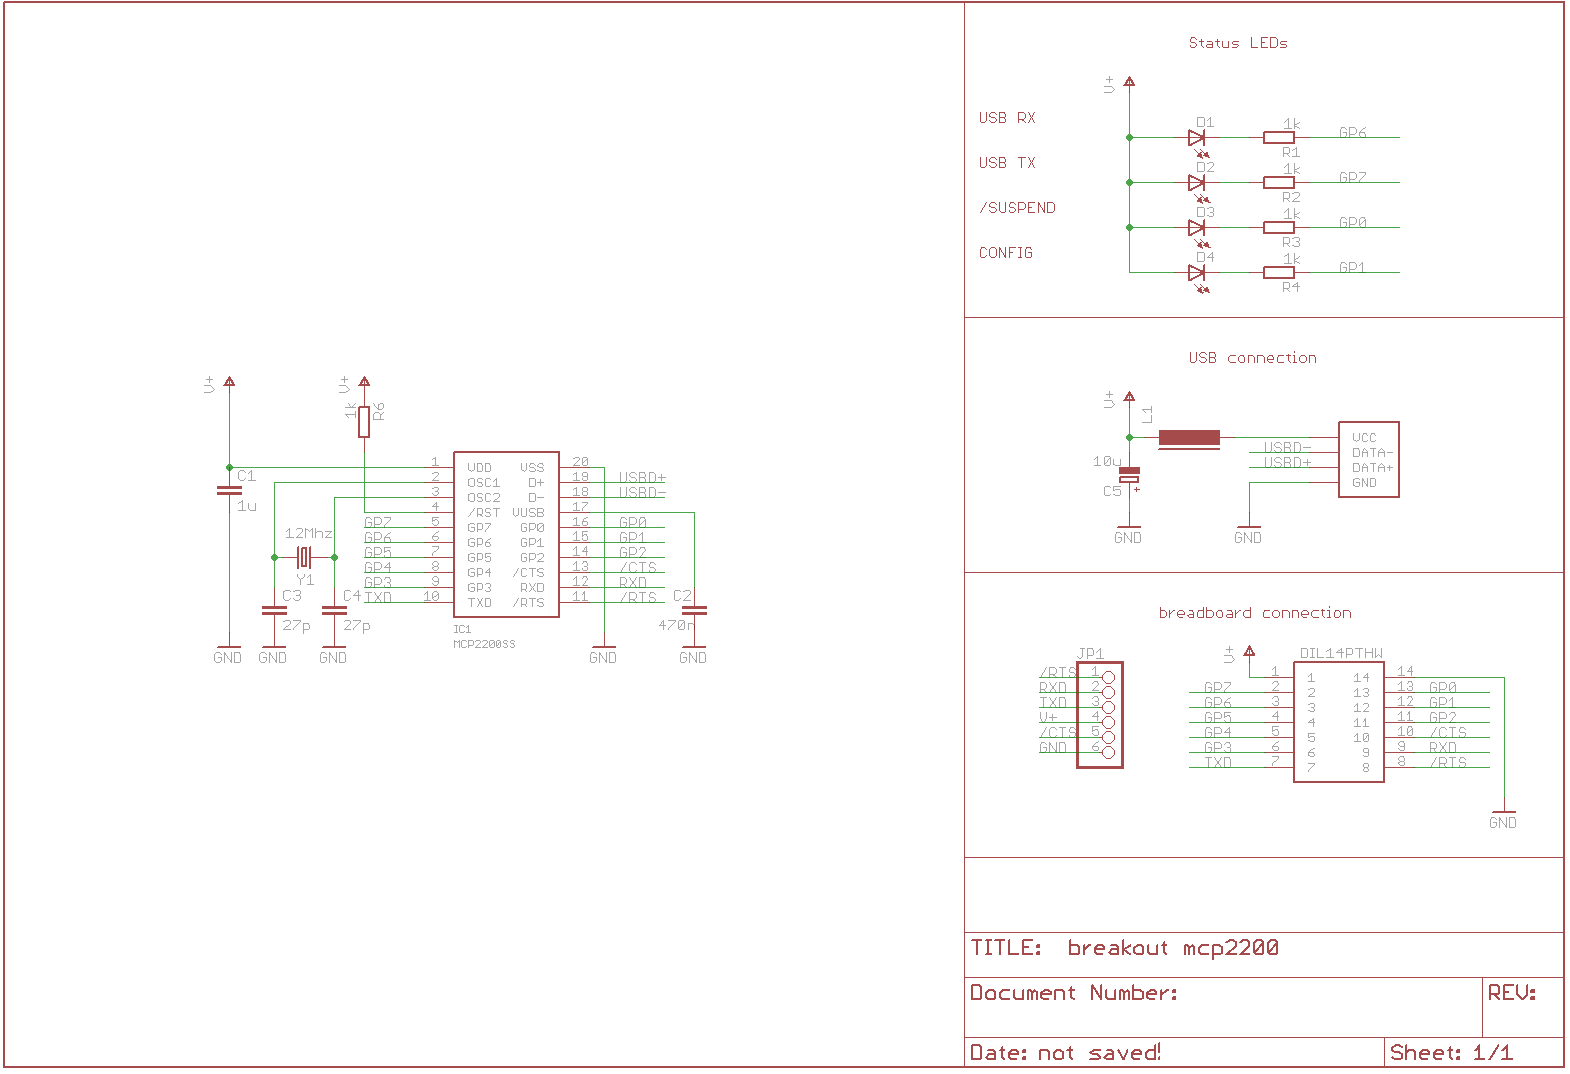 Status LEDs
V+
USB RX
D1
1k
R1
GP6
USB TX
D2
1k
R2
GP7
/SUSPEND
D3
1k
R3
GP0
CONFIG
D4
1k
R4
GP1
USB connection
V+
L1
10u
C5
+
GND
USBD-
USBD+
GND
VCC
DATA-
DATA+
GND
V+
C1
1u
GND
V+
1k
R6
12Mhz
Y1
C3
27p
GND
C4
27p
GND
1 VDD VSS 20
2 OSC1 D+ 19 USBD+
3 OSC2 D- 18 USBD-
4 /RST VUSB 17
GP7 5 GP7 GP0 16 GP0
GP6 6 GP6 GP1 15 GP1
GP5 7 GP5 GP2 14 GP2
GP4 8 GP4 /CTS 13 /CTS
GP3 9 GP3 RXD 12 RXD
TXD 10 TXD /RTS 11 /RTS
IC1
MCP2200SS
GND
C2
470n
GND
breadboard connection
JP1
/RTS 1
RXD 2
TXD 3
V+ 4
/CTS 5
GND 6
V+
DIL14PTHW
1 1 14 14
GP7 2 2 13 13 GP0
GP6 3 3 12 12 GP1
GP5 4 4 11 11 GP2
GP4 5 5 10 10 /CTS
GP3 6 6 9 9 RXD
TXD 7 7 8 8 /RTS
GND
TITLE: breakout mcp2200
Document Number:
REV:
Date: not saved!
Sheet: 1/1